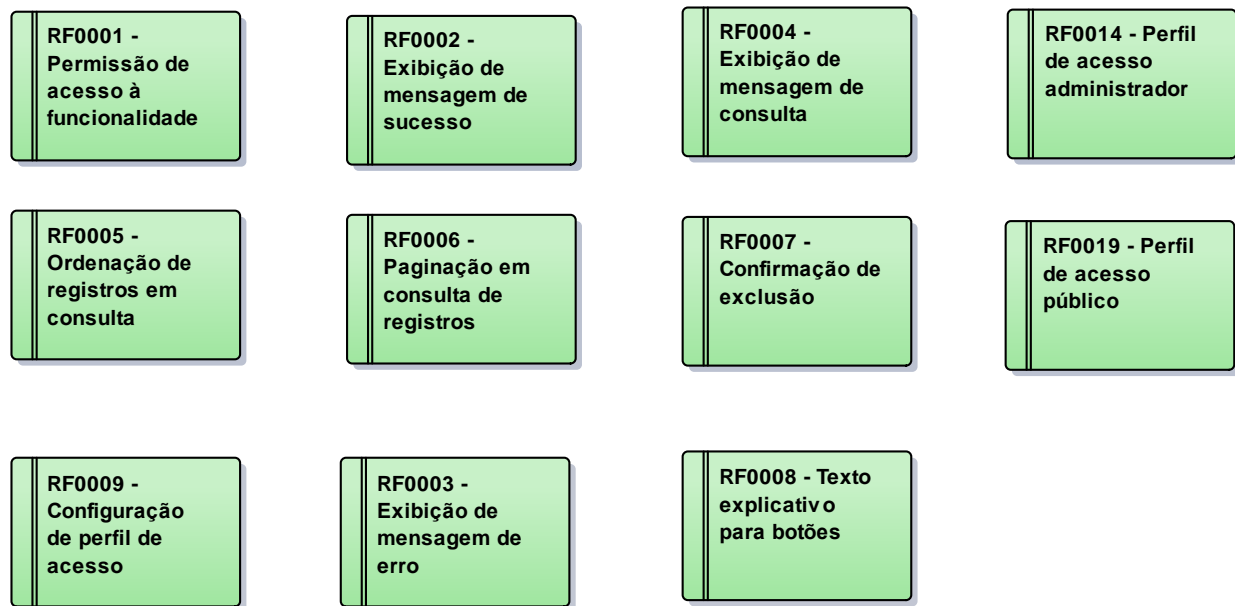 RF0001 -
Permissão de
acesso à
funcionalidade
RF0002 -
Exibição de
mensagem de
sucesso
RF0004 -
Exibição de
mensagem de
consulta
RF0014 - Perfil
de acesso
administrador
RF0005 -
Ordenação de
registros em
consulta
RF0006 -
Paginação em
consulta de
registros
RF0007 -
Confirmação de
exclusão
RF0019 - Perfil
de acesso
público
RF0009 -
Configuração
de perfil de
acesso
RF0003 -
Exibição de
mensagem de
erro
RF0008 - Texto
explicativo
para botões